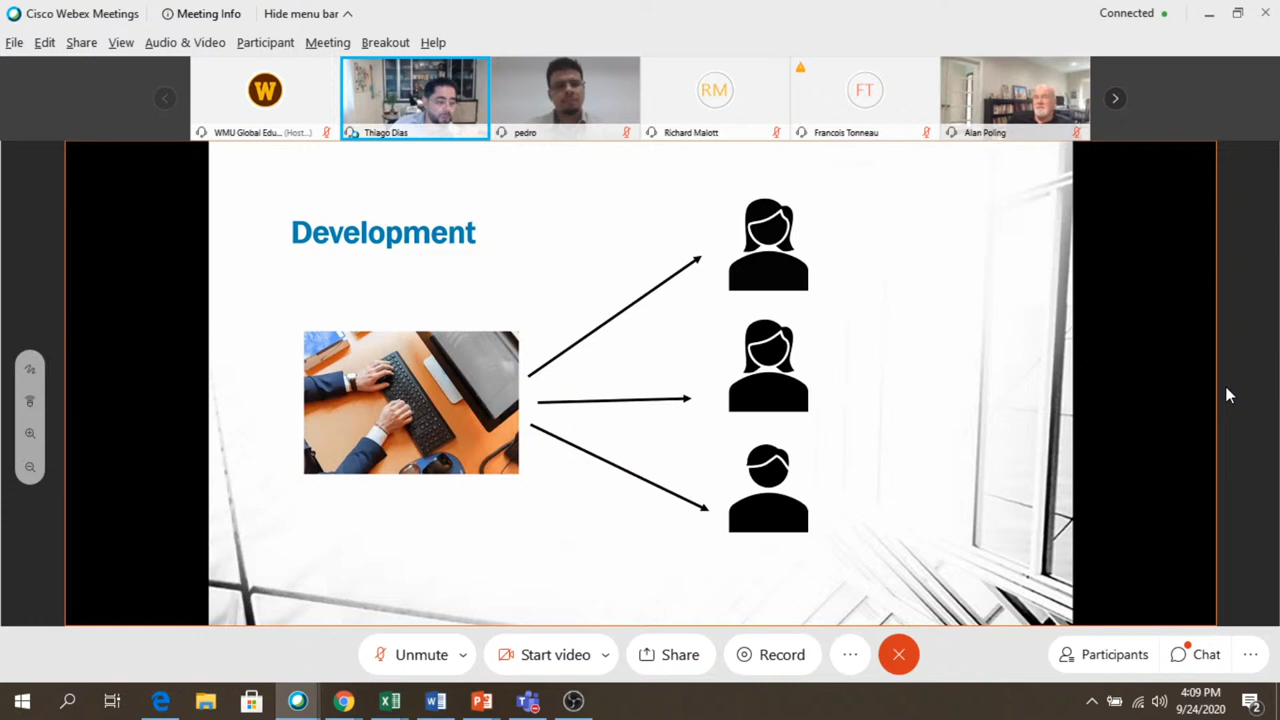 Cisco Webex Meetings Meeting Info Hide menu bar Connected
File Edit Share View Audio & Video Participant Meeting Breakout Help
W RM FT
WMU Global Edu... (Host... Thiago Dias pedro Richard Malott Francois Tonneau Alan Poling
Development
Unmute Start video Share Record Participants Chat
4:09 PM
9/24/2020 2